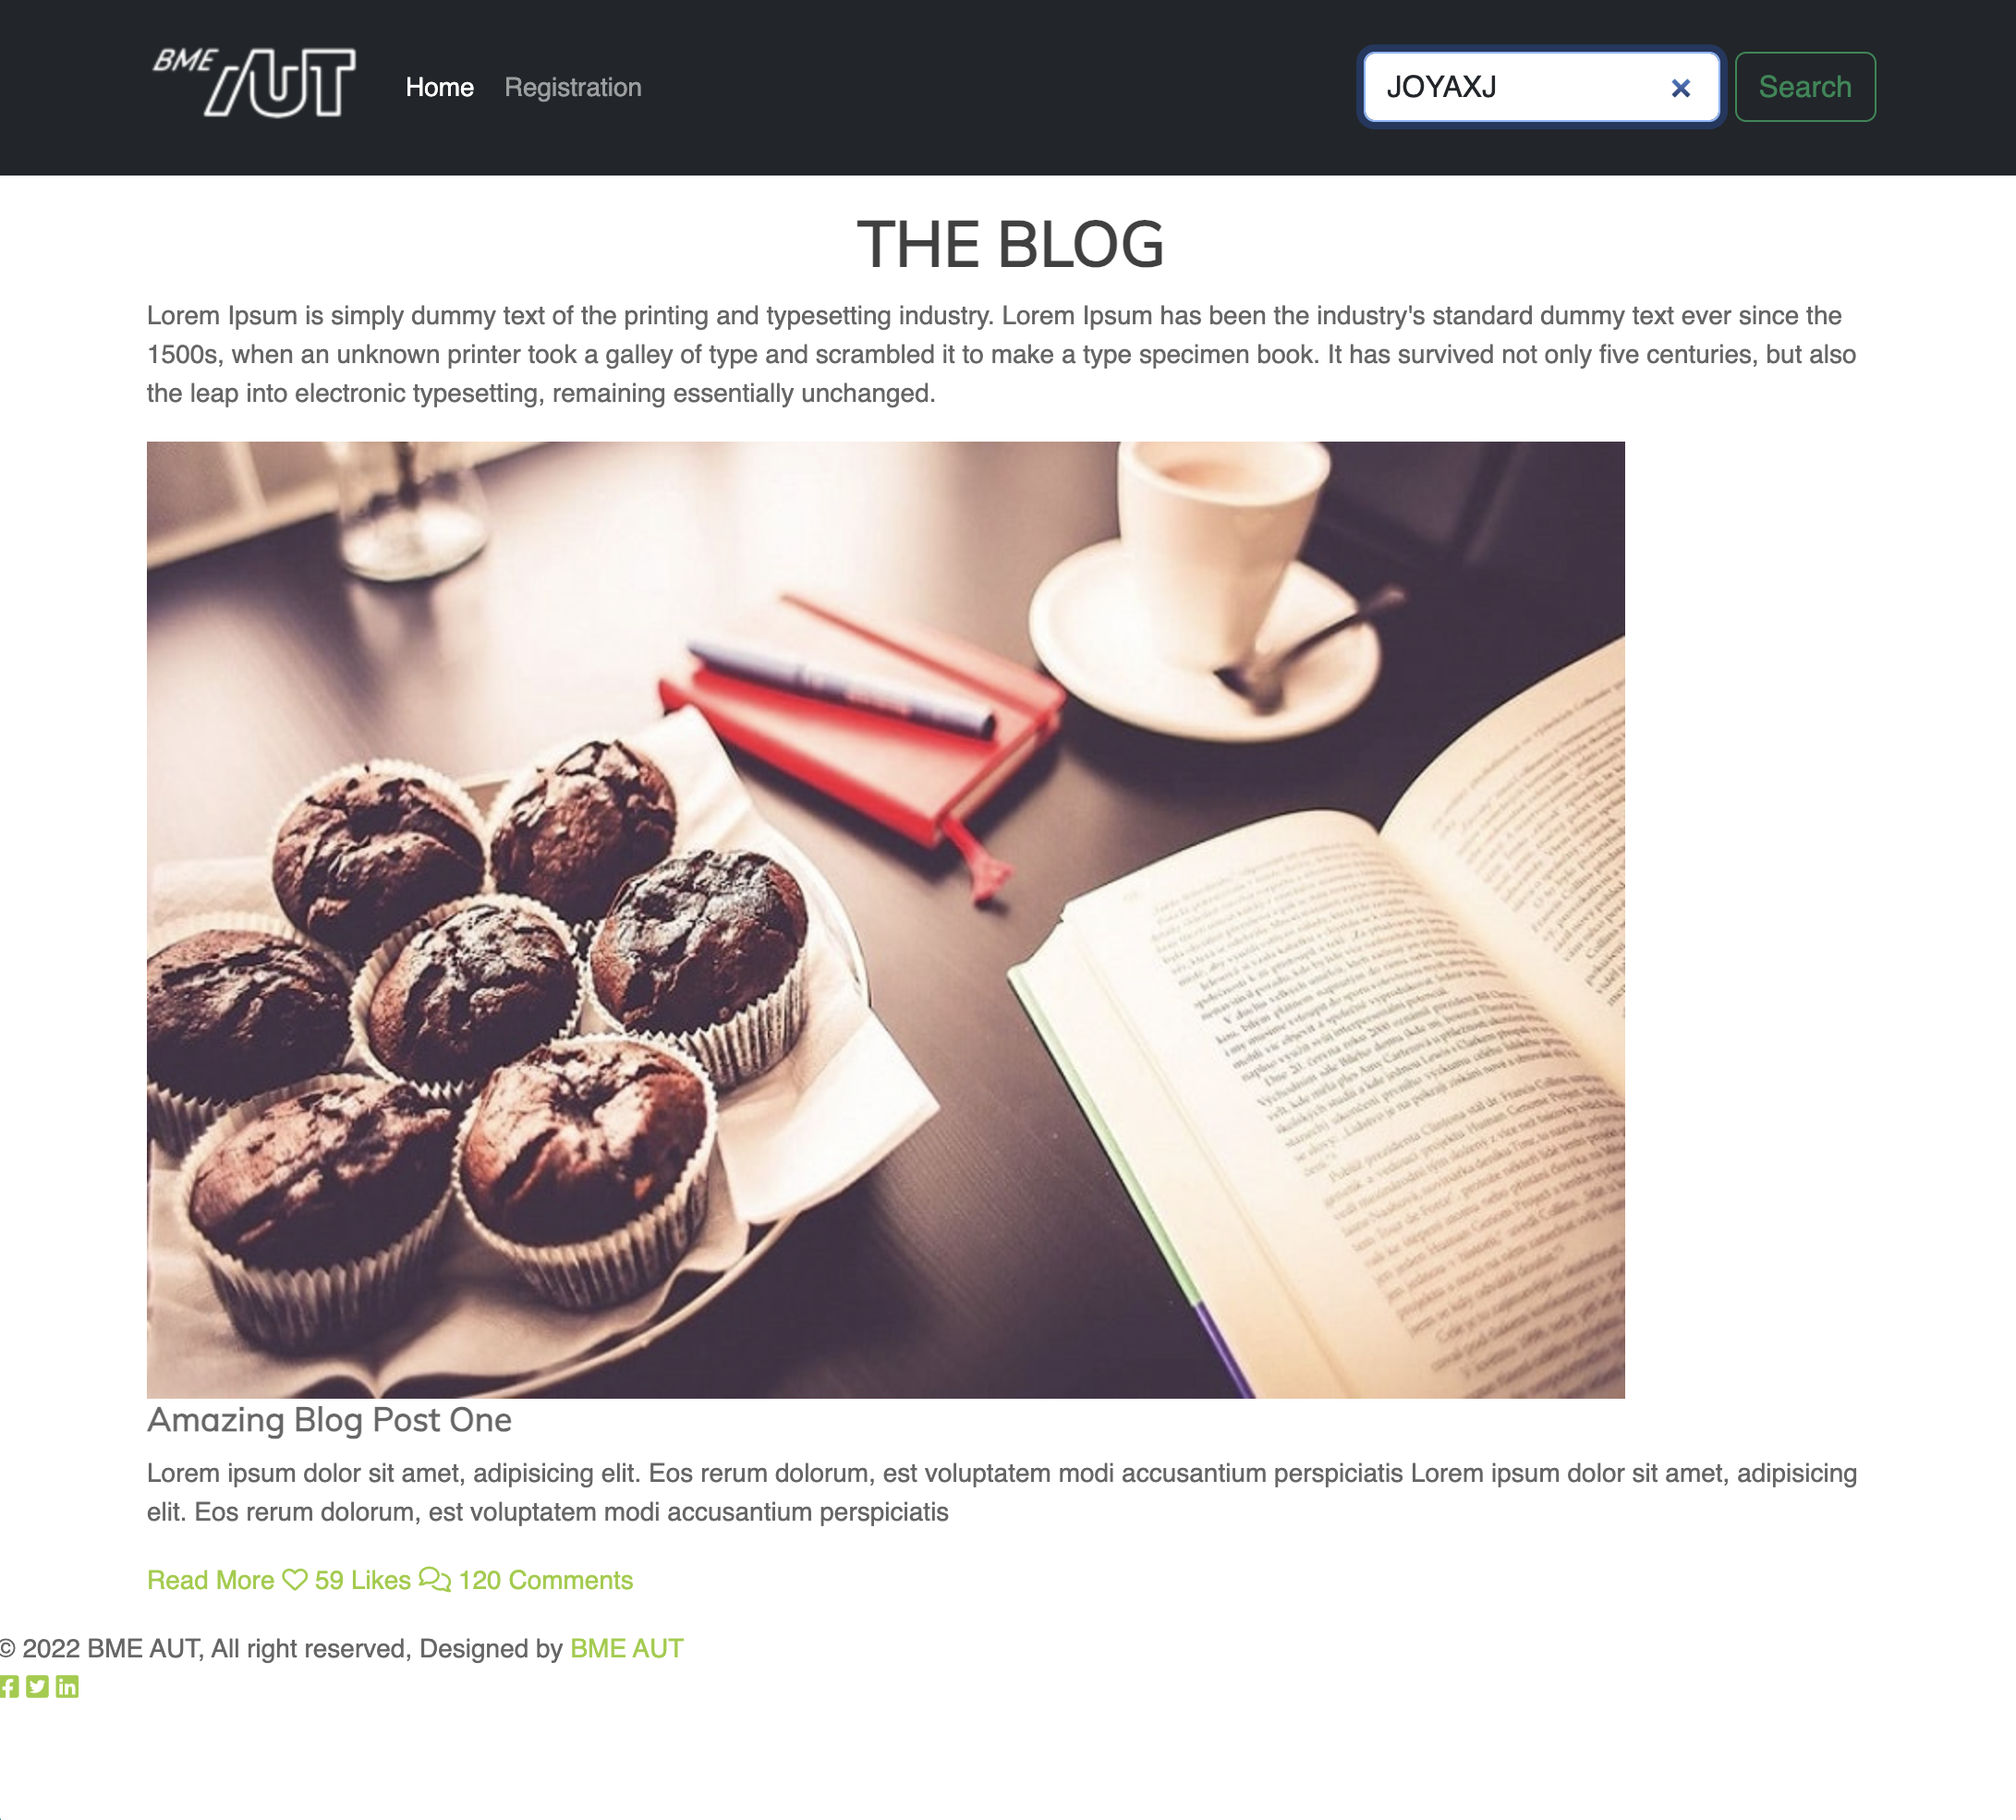 BME AUT
Home Registration JOYAXJ Search
THE BLOG
Lorem Ipsum is simply dummy text of the printing and typesetting industry. Lorem Ipsum has been the industry's standard dummy text ever since the
1500s, when an unknown printer took a galley of type and scrambled it to make a type specimen book. It has survived not only five centuries, but also
the leap into electronic typesetting, remaining essentially unchanged.
Amazing Blog Post One
Lorem ipsum dolor sit amet, adipisicing elit. Eos rerum dolorum, est voluptatem modi accusantium perspiciatis Lorem ipsum dolor sit amet, adipisicing
elit. Eos rerum dolorum, est voluptatem modi accusantium perspiciatis
Read More 59 Likes 120 Comments
© 2022 BME AUT, All right reserved, Designed by BME AUT